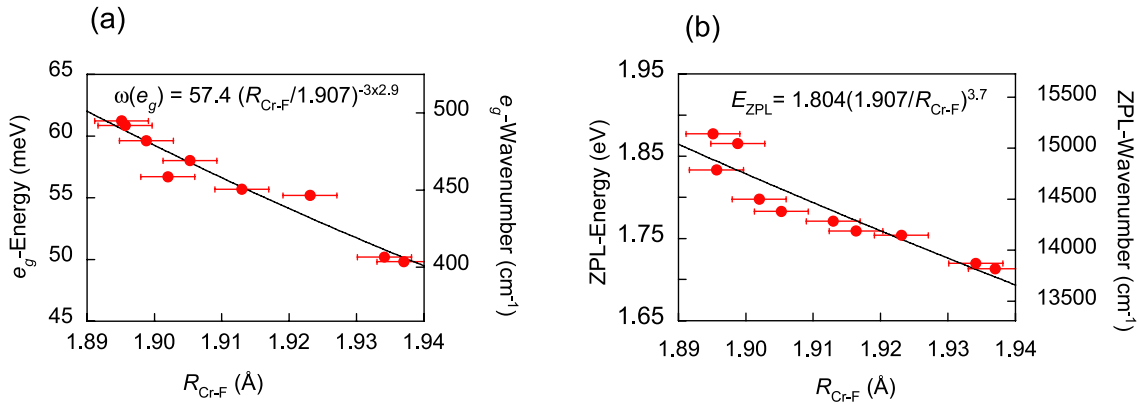 (a)
65
60
55
50
45
e_g-Energy (meV)
ω(e_g) = 57.4 (R_Cr-F/1.907)^-3x2.9
500
450
400
e_g-Wavenumber (cm^-1)
1.89 1.90 1.91 1.92 1.93 1.94
R_Cr-F (Å)
(b)
1.95
1.85
1.75
1.65
ZPL-Energy (eV)
E_ZPL = 1.804(1.907/R_Cr-F)^3.7
15500
15000
14500
14000
13500
ZPL-Wavenumber (cm^-1)
1.89 1.90 1.91 1.92 1.93 1.94
R_Cr-F (Å)